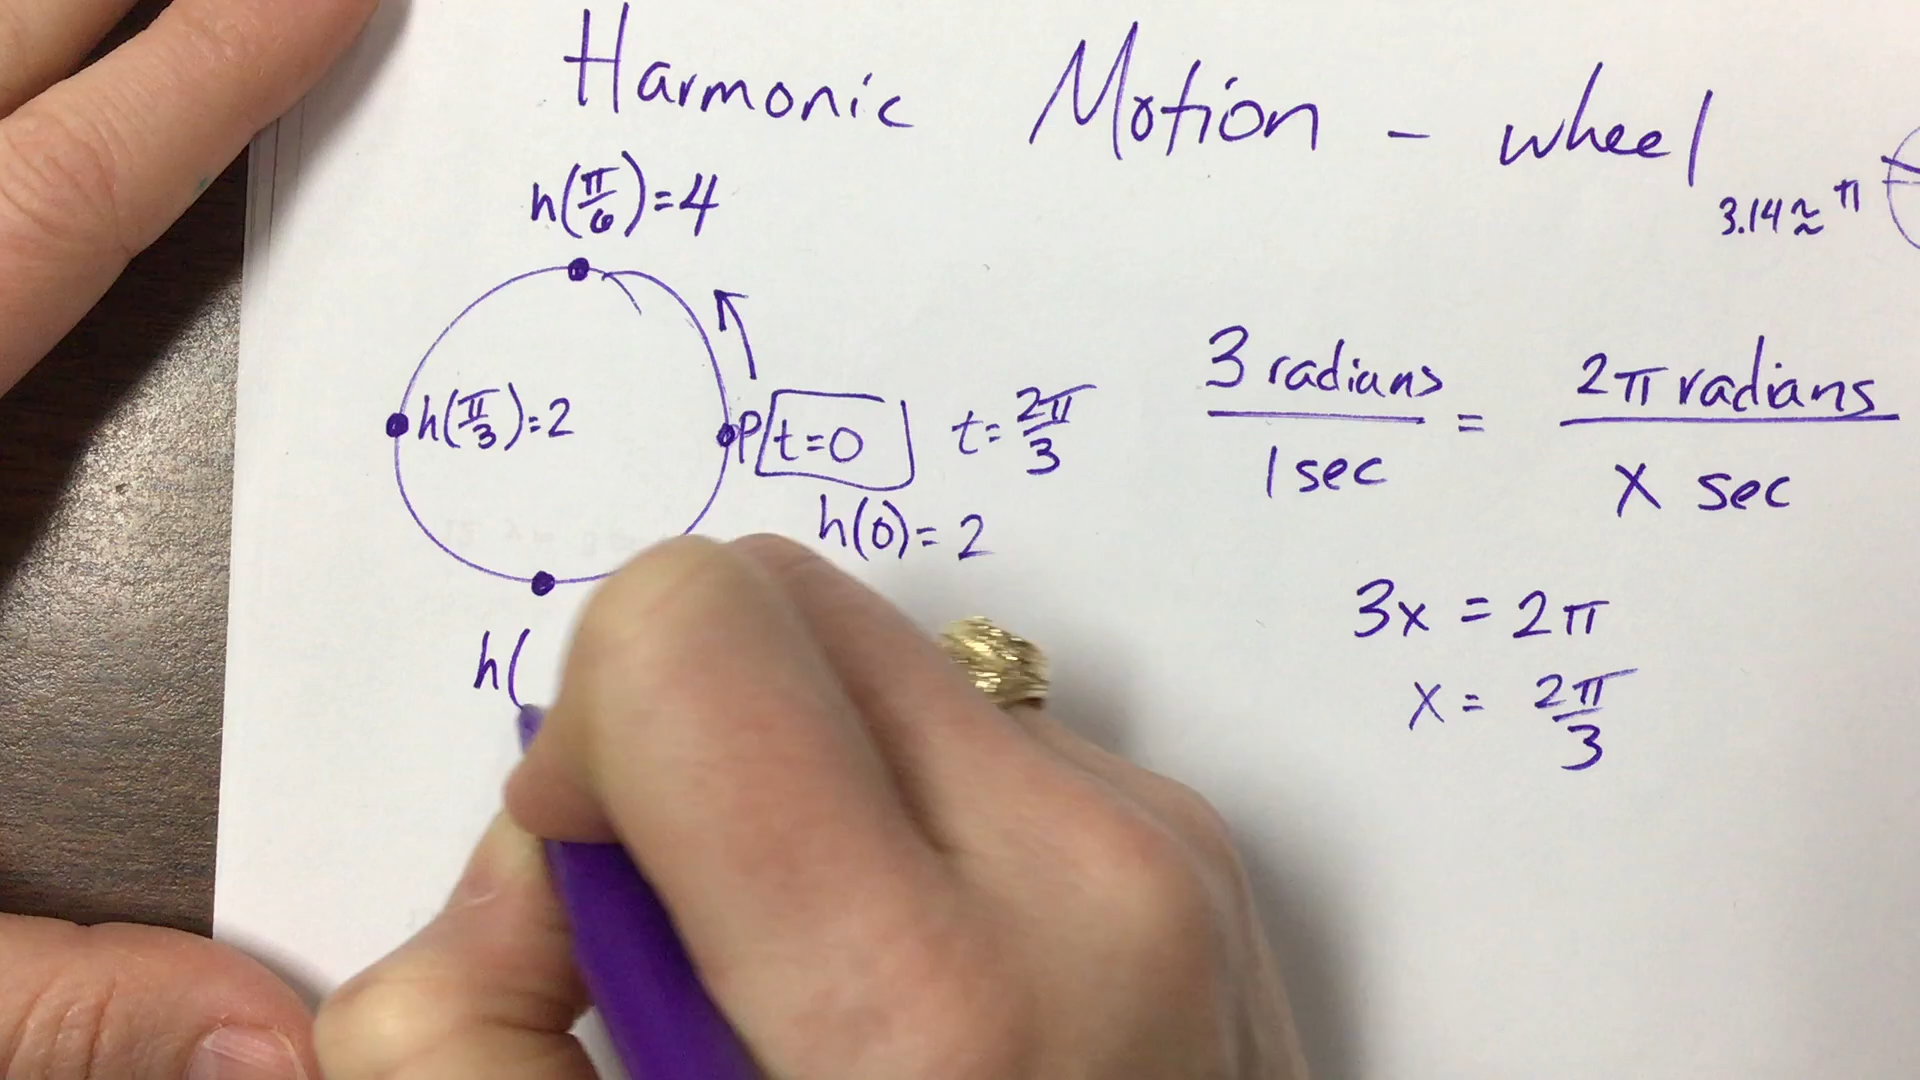 Harmonic Motion - wheel
3.14 ≈ π
h(π/6)=4
h(π/3)=2
P t=0 t=2π/3
h(0)=2
h(
3 radians / 1 sec = 2π radians / x sec
3x = 2π
x = 2π/3